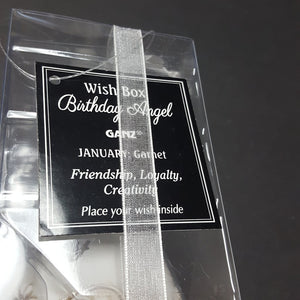 Wish Box
Birthday Angel
GANZ®
JANUARY: Garnet
Friendship, Loyalty,
Creativity
Place your wish inside